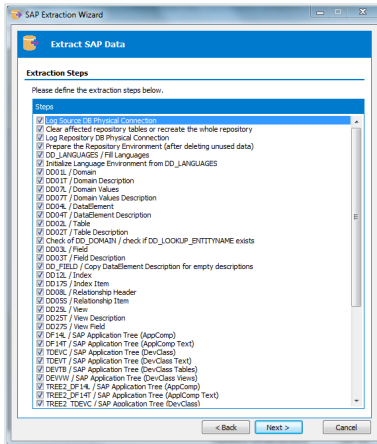 SAP Extraction Wizard
Extract SAP Data
Extraction Steps
Please define the extraction steps below.
Steps
Log Source DB Physical Connection
Clear affected repository tables or recreate the whole repository
Log Repository DB Physical Connection
Prepare the Repository Environment (after deleting unused data)
DD_LANGUAGES / Fill Languages
Initialize Language Environment from DD_LANGUAGES
DD01L / Domain
DD01T / Domain Description
DD07L / Domain Values
DD07T / Domain Values Description
DD04L / DataElement
DD04T / DataElement Description
DD02L / Table
DD02T / Table Description
Check of DD_DOMAIN / check if DD_LOOKUP_ENTITYNAME exists
DD03L / Field
DD03T / Field Description
DD_FIELD / Copy DataElement Description for empty descriptions
DD12L / Index
DD17S / Index Item
DD08L / Relationship Header
DD05S / Relationship Item
DD25L / View
DD25T / View Description
DD27S / View Field
DF14L / SAP Application Tree (AppComp)
DF14T / SAP Application Tree (AppComp Text)
TDEVC / SAP Application Tree (DevClass)
TDEVT / SAP Application Tree (DevClass Text)
DEVTB / SAP Application Tree (DevClass Tables)
DEVVW / SAP Application Tree (DevClass Views)
TREE2_DF14L / SAP Application Tree (AppComp)
TREE2_DF14T / SAP Application Tree (AppComp Text)
TREE2_TDEVC / SAP Application Tree (DevClass)
< Back Next > Cancel